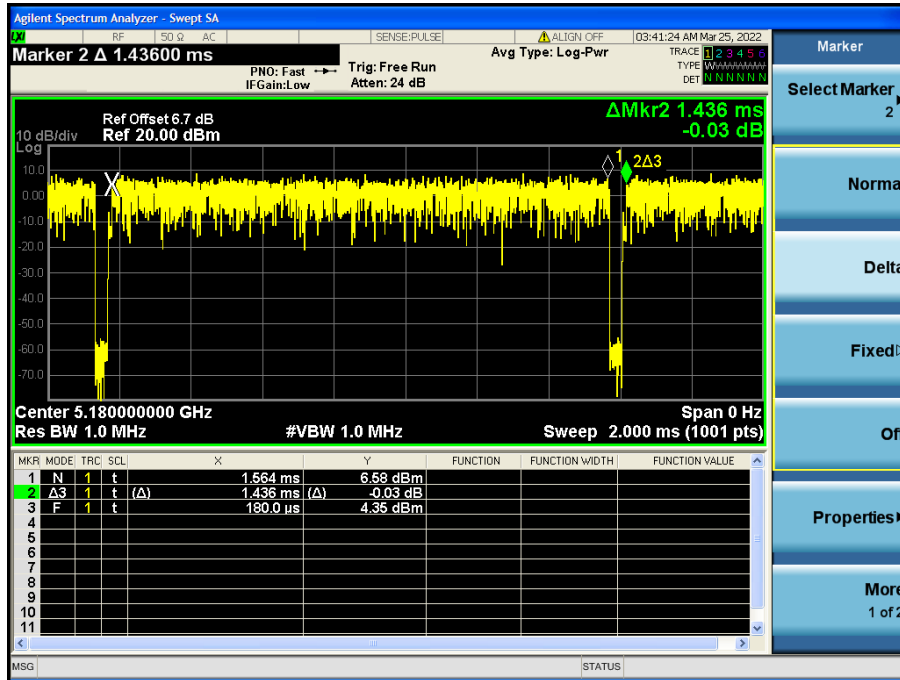 Agilent Spectrum Analyzer - Swept SA
LXI RF 50 Ω AC SENSE:PULSE ALIGN OFF 03:41:24 AM Mar 25, 2022
Marker 2 Δ 1.43600 ms
PNO: Fast
IFGain:Low
Trig: Free Run
Atten: 24 dB
Avg Type: Log-Pwr
TRACE 1 2 3 4 5 6
TYPE WWWWWW
DET N N N N N N
ΔMkr2 1.436 ms
-0.03 dB
Ref Offset 6.7 dB
10 dB/div Ref 20.00 dBm
Log
1
2Δ3
X
10.0
0.00
-10.0
-20.0
-30.0
-40.0
-50.0
-60.0
-70.0
Center 5.180000000 GHz Span 0 Hz
Res BW 1.0 MHz #VBW 1.0 MHz Sweep 2.000 ms (1001 pts)
MKR MODE TRC SCL X Y FUNCTION FUNCTION WIDTH FUNCTION VALUE
1 N 1 t 1.564 ms 6.58 dBm
2 Δ3 1 t (Δ) 1.436 ms (Δ) -0.03 dB
3 F 1 t 180.0 µs 4.35 dBm
4
5
6
7
8
9
10
11
MSG STATUS
Marker
Select Marker
2
Norma
Delta
Fixed
Of
Properties
More
1 of 2